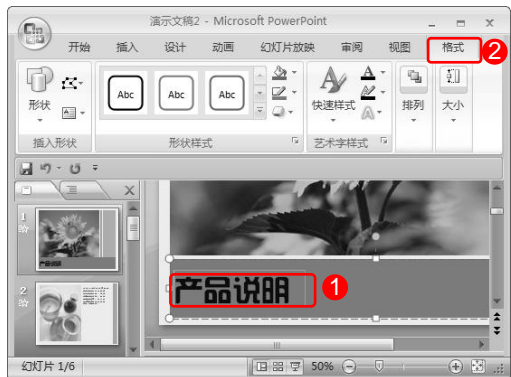 演示文稿2 - Microsoft PowerPoint
开始 插入 设计 动画 幻灯片放映 审阅 视图 格式 2
Abc Abc Abc
形状 快速样式 排列 大小
插入形状 形状样式 艺术字样式
1
2
产品说明 1
幻灯片 1/6 50%